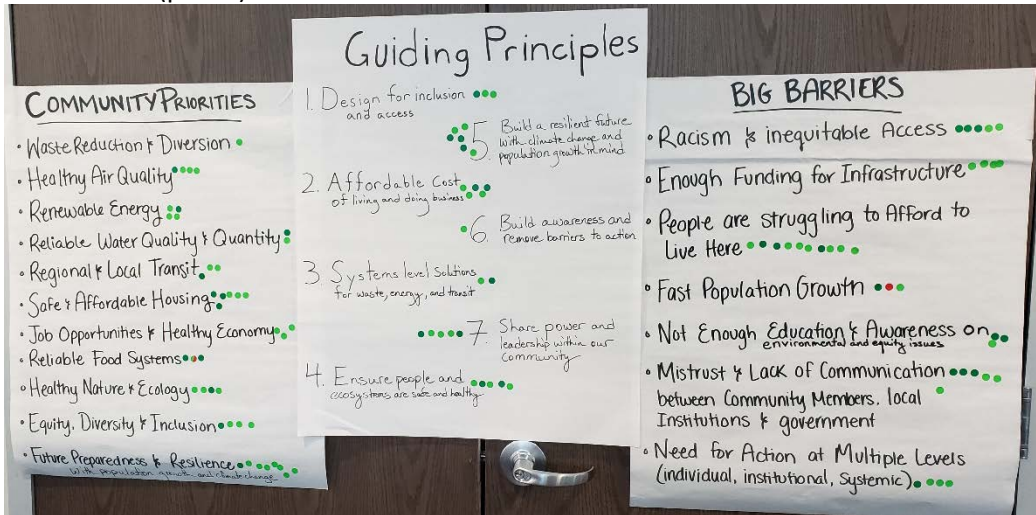 COMMUNITY PRIORITIES
• Waste Reduction & Diversion
• Healthy Air Quality
• Renewable Energy
• Reliable Water Quality & Quantity
• Regional & Local Transit
• Safe & Affordable Housing
• Job Opportunities & Healthy Economy
• Reliable Food Systems
• Healthy Nature & Ecology
• Equity, Diversity & Inclusion
• Future Preparedness & Resilience
with population growth and climate change
Guiding Principles
1. Design for inclusion
and access
5. Build a resilient future
with climate change and
population growth in mind
2. Affordable Cost
of living and doing business
6. Build awareness and
remove barriers to action
3. Systems level Solutions
for waste, energy, and transit
7. Share power and
leadership within our
community
4. Ensure people and
ecosystems are safe and healthy
BIG BARRIERS
• Racism & inequitable Access
• Enough Funding for Infrastructure
• People are struggling to Afford to
Live Here
• Fast Population Growth
• Not Enough Education & Awareness on
environmental and equity issues
• Mistrust & Lack of Communication
between Community Members, local
Institutions & government
• Need for Action at Multiple Levels
(individual, institutional, Systemic)